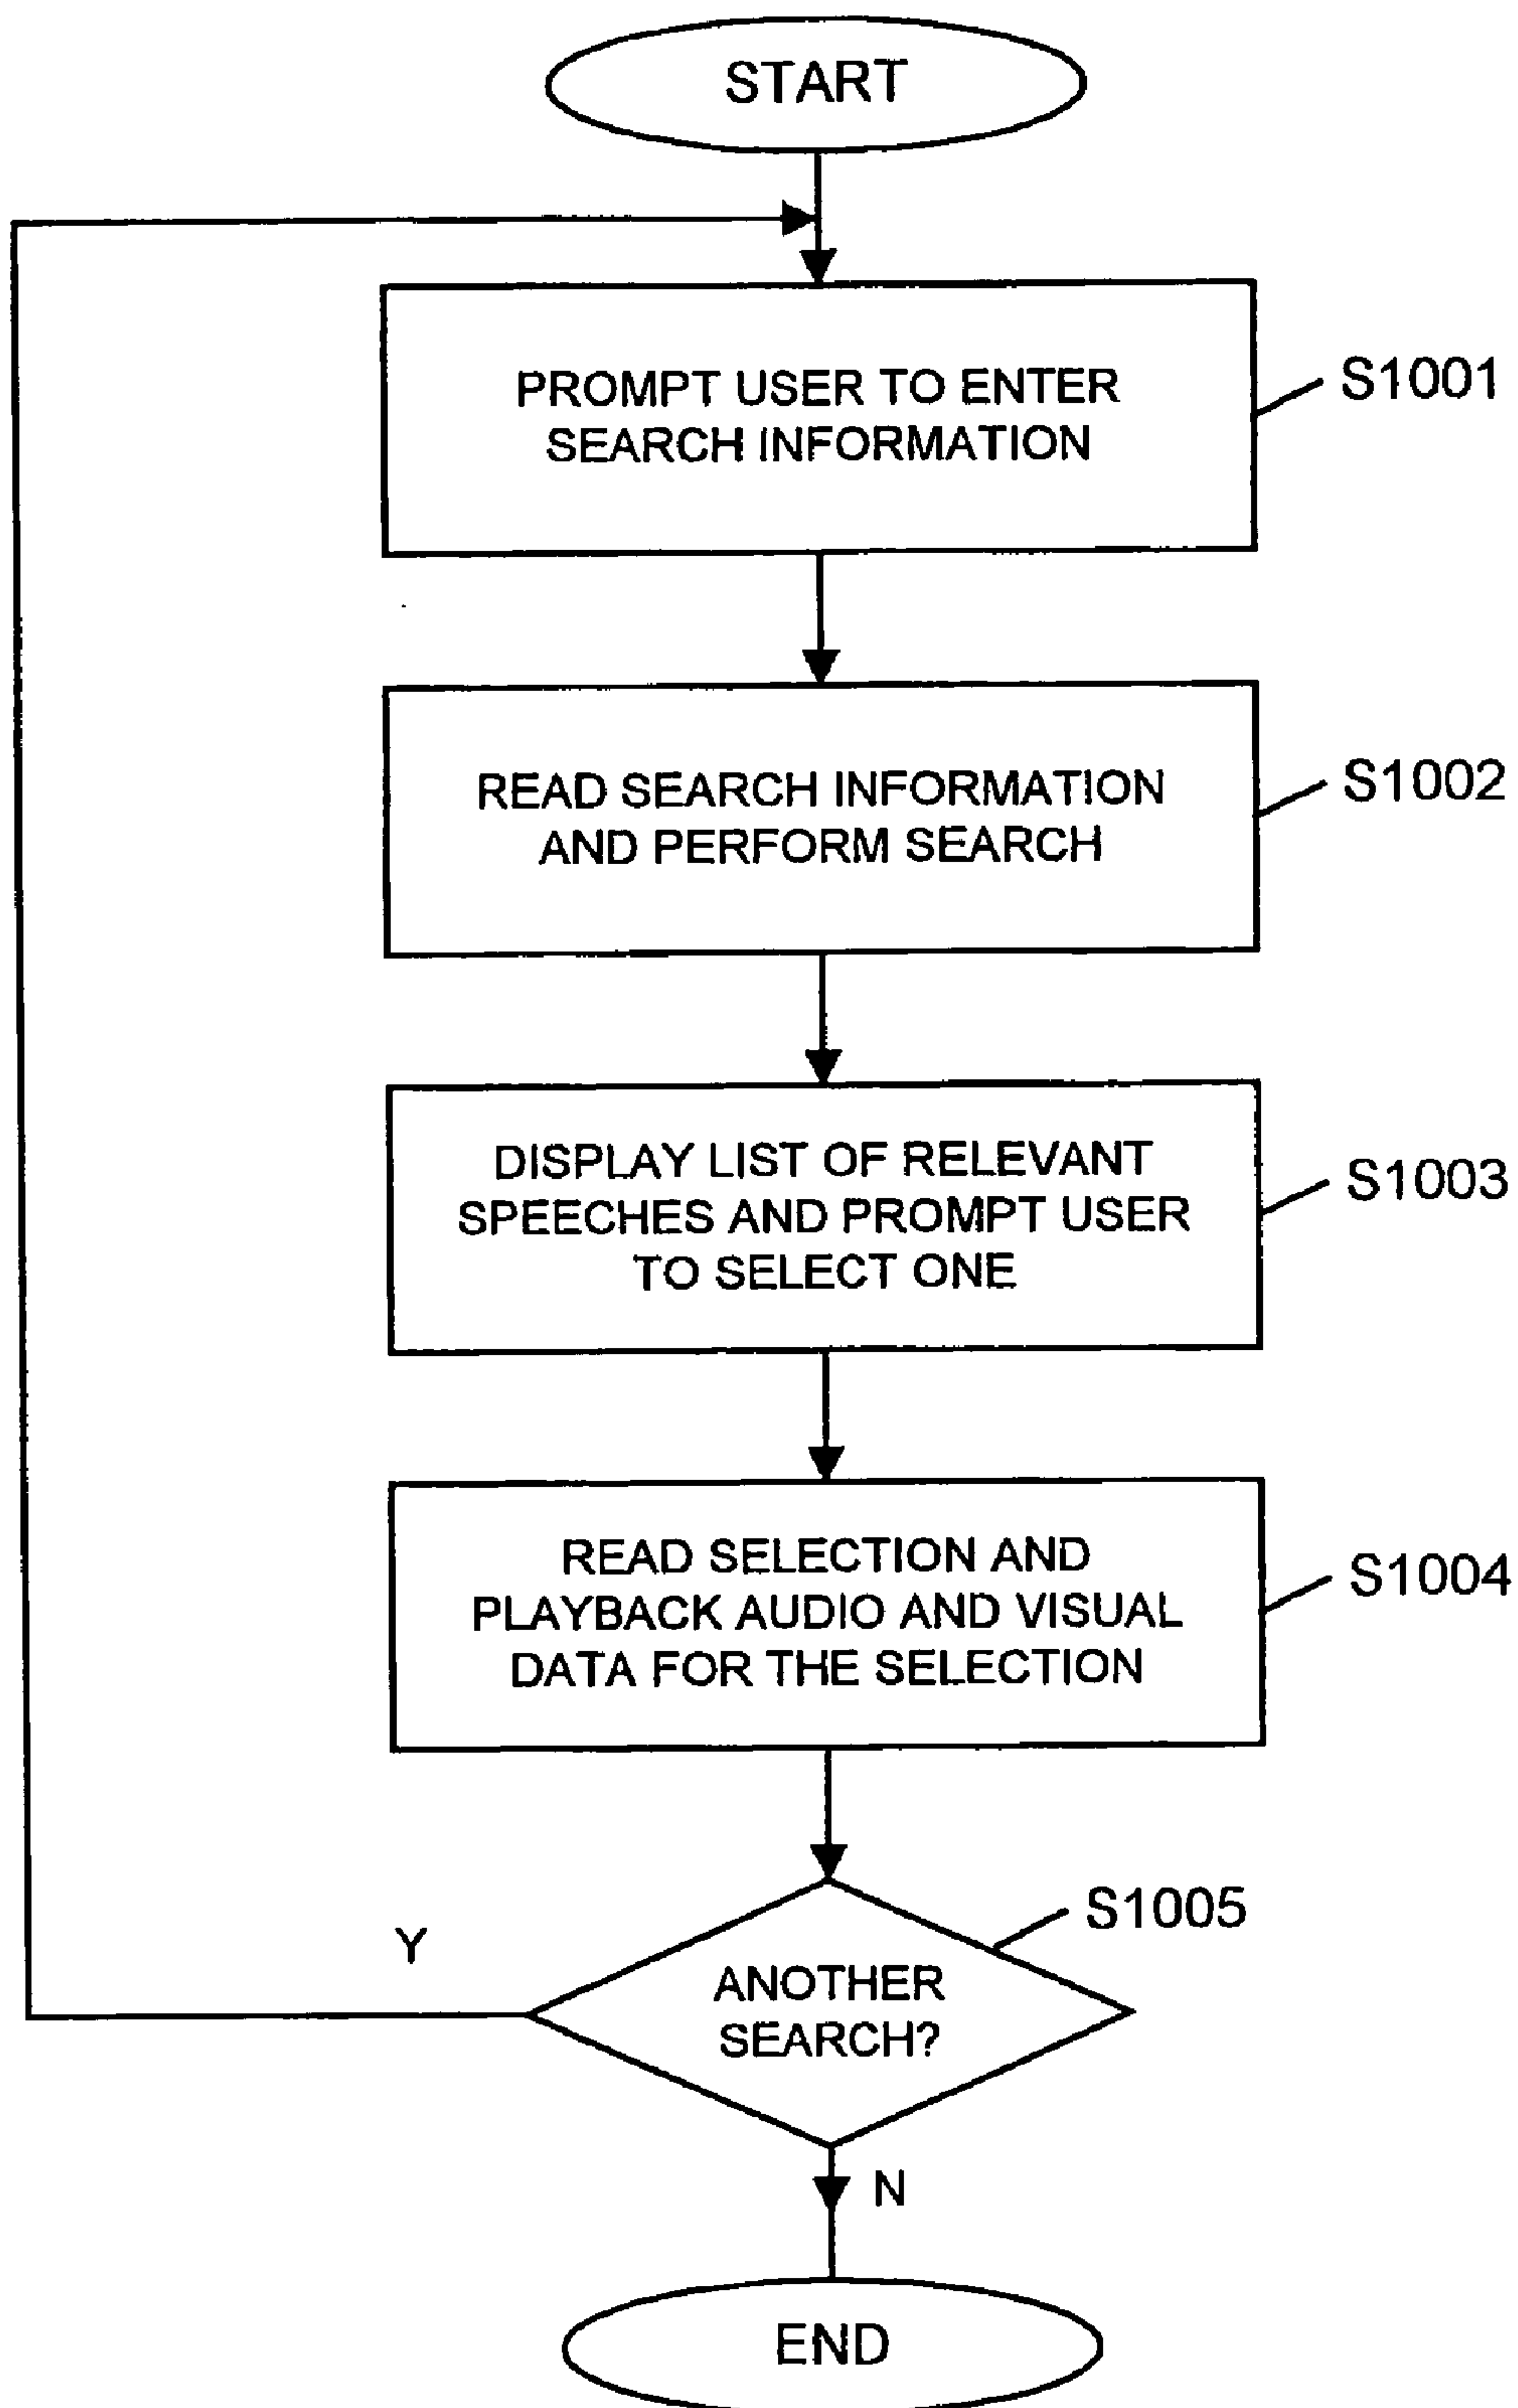 START
PROMPT USER TO ENTER
SEARCH INFORMATION
S1001
READ SEARCH INFORMATION
AND PERFORM SEARCH
S1002
DISPLAY LIST OF RELEVANT
SPEECHES AND PROMPT USER
TO SELECT ONE
S1003
READ SELECTION AND
PLAYBACK AUDIO AND VISUAL
DATA FOR THE SELECTION
S1004
S1005
Y
ANOTHER
SEARCH?
N
END